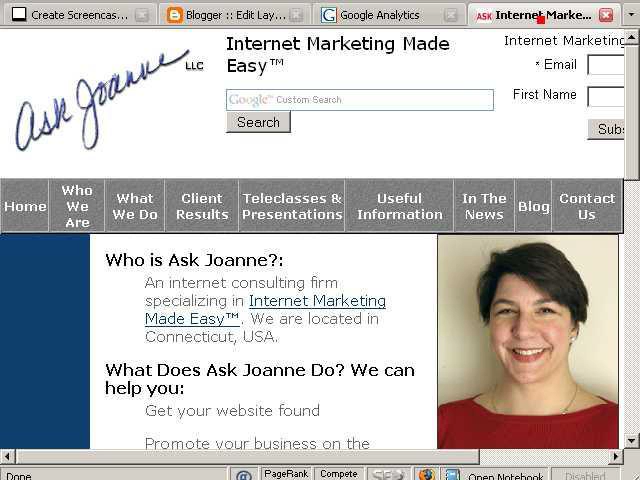 Create Screencas...
Blogger :: Edit Lay...
Google Analytics
ASK Internet Marke...
Ask Joanne LLC
Internet Marketing Made
Easy™
Google™ Custom Search
Search
Internet Marketing
* Email
First Name
Subs
Home
Who
We
Are
What
We Do
Client
Results
Teleclasses &
Presentations
Useful
Information
In The
News
Blog
Contact
Us
Who is Ask Joanne?:
An internet consulting firm
specializing in Internet Marketing
Made Easy™. We are located in
Connecticut, USA.
What Does Ask Joanne Do? We can
help you:
Get your website found
Promote your business on the
Done
@
PageRank
Compete
SEO
Open Notebook
Disabled